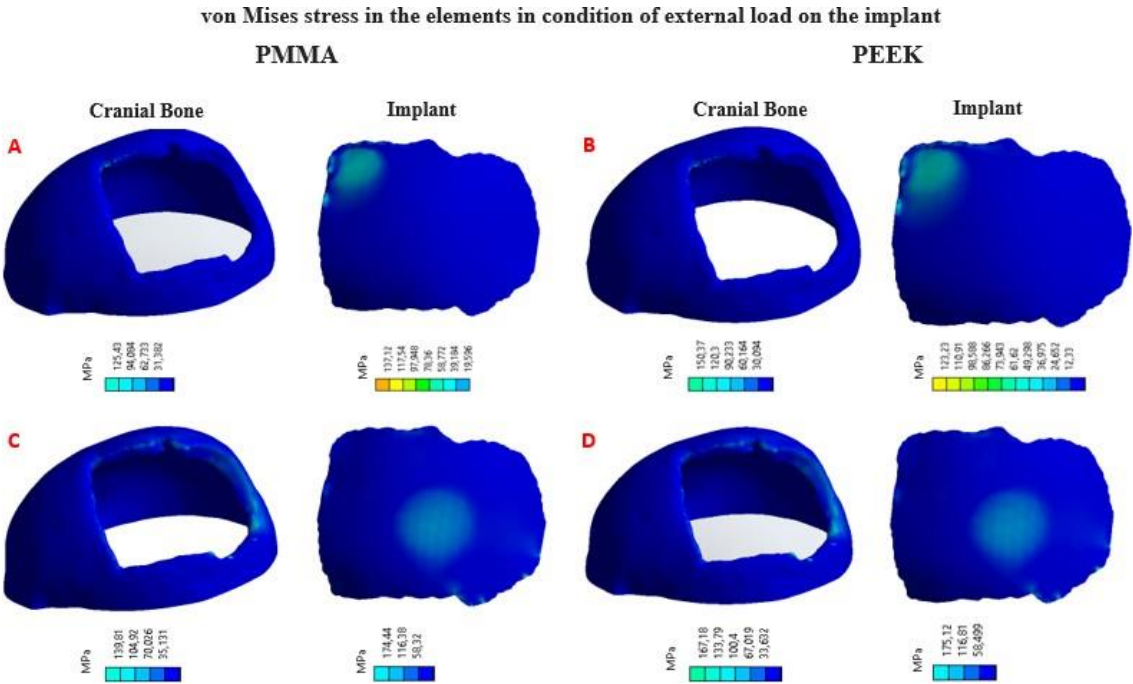 von Mises stress in the elements in condition of external load on the implant
PMMA
PEEK
Cranial Bone
Implant
Cranial Bone
Implant
A
B
MPa
125,43
94,084
62,733
31,382
MPa
137,12
117,54
97,948
78,36
58,772
39,184
19,596
MPa
150,37
120,3
90,233
60,164
30,094
MPa
123,23
110,91
98,588
86,266
73,943
61,62
49,298
36,975
24,652
12,33
C
D
MPa
139,81
104,92
70,026
35,131
MPa
174,44
116,38
58,32
MPa
167,18
133,79
100,4
67,019
33,632
MPa
175,12
116,81
58,499